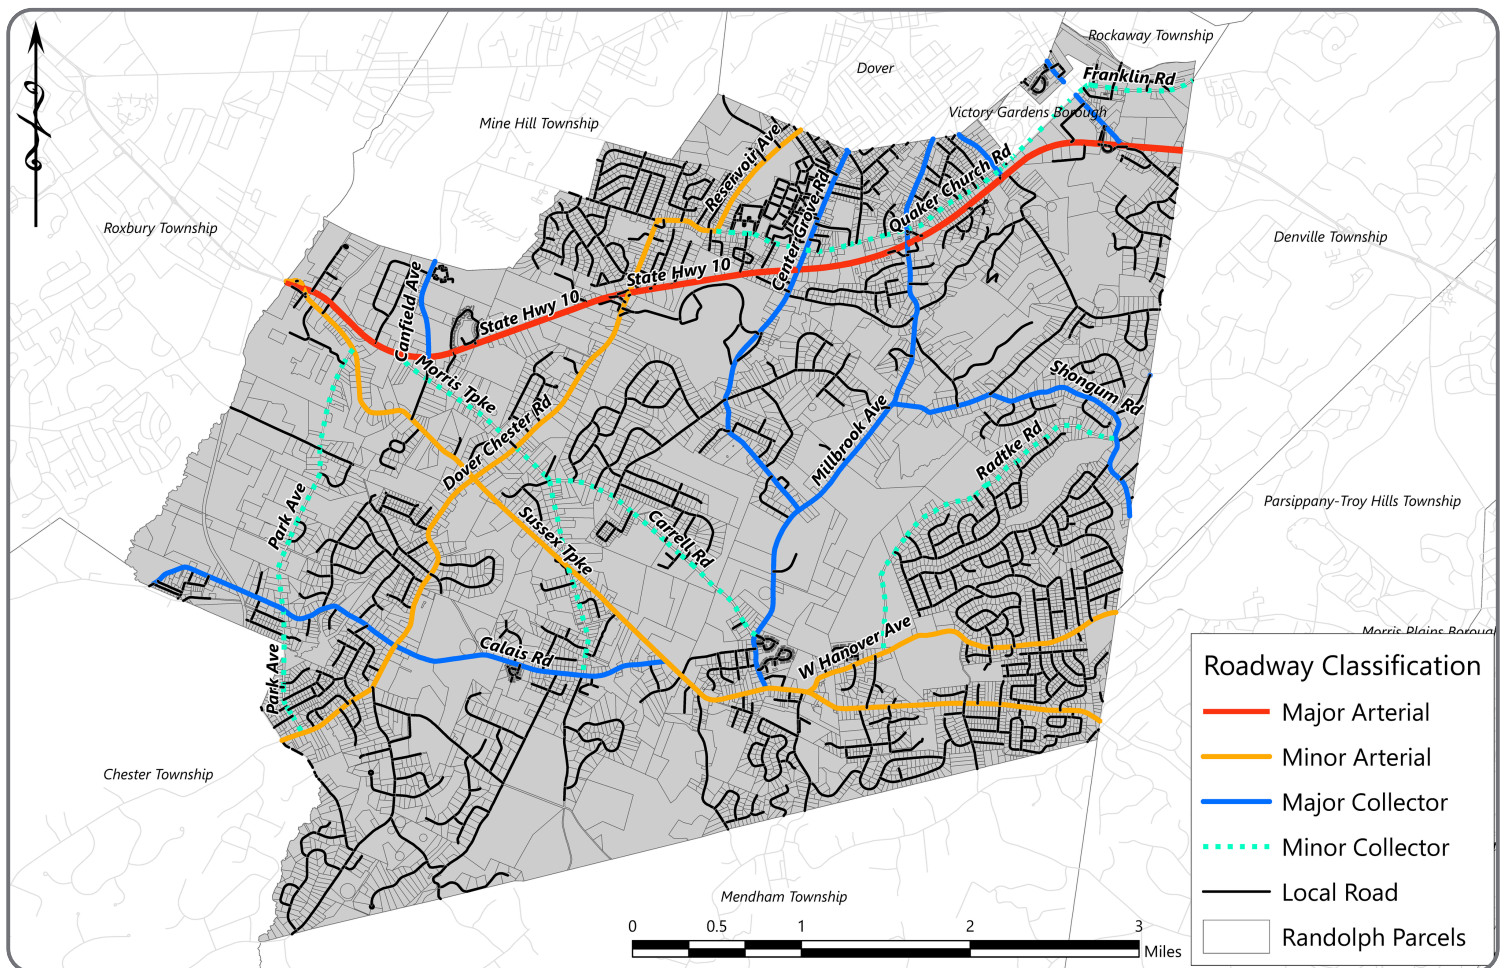 Rockaway Township
Dover
Franklin Rd
Victory Gardens Borough
Mine Hill Township
Reservoir Ave
Quaker Church Rd
Center Grove Rd
Roxbury Township
Denville Township
State Hwy 10
State Hwy 10
Canfield Ave
Morris Tpke
Shongum Rd
Dover Chester Rd
Millbrook Ave
Radtke Rd
Park Ave
Parsippany-Troy Hills Township
Sussex Tpke
Carrell Rd
W Hanover Ave
Calais Rd
Park Ave
Morris Plains Boroug
Chester Township
Mendham Township
Roadway Classification
Major Arterial
Minor Arterial
Major Collector
Minor Collector
Local Road
Randolph Parcels
0 0.5 1 2 3
Miles